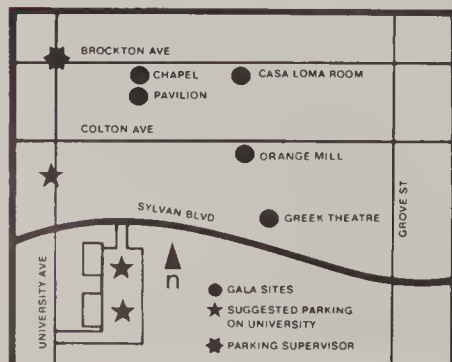 BROCKTON AVE
CHAPEL
CASA LOMA ROOM
PAVILION
COLTON AVE
ORANGE MILL
GROVE ST
SYLVAN BLVD
GREEK THEATRE
UNIVERSITY AVE
n
GALA SITES
SUGGESTED PARKING
ON UNIVERSITY
PARKING SUPERVISOR